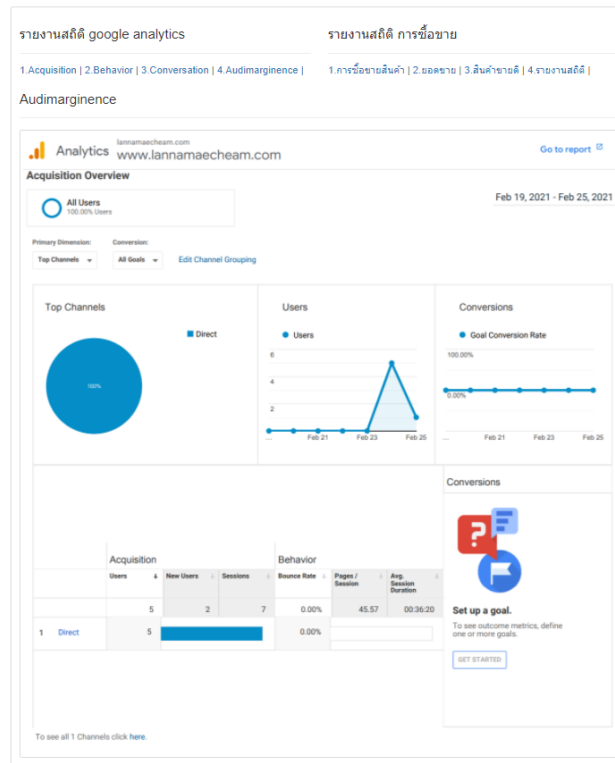 รายงานสถิติ google analytics
รายงานสถิติ การซื้อขาย
1.Acquisition | 2.Behavior | 3.Conversation | 4.Audimarginence |
1.การซื้อขายสินค้า | 2.ยอดขาย | 3.สินค้าขายดี | 4.รายงานสถิติ |
Audimarginence
Analytics
lannamaecheam.com
www.lannamaecheam.com
Go to report
Acquisition Overview
All Users
100.00% Users
Feb 19, 2021 - Feb 25, 2021
Primary Dimension:
Conversion:
Top Channels
All Goals
Edit Channel Grouping
Top Channels
Direct
100%
Users
Users
6
4
2
...
Feb 21
Feb 23
Feb 25
Conversions
Goal Conversion Rate
100.00%
0.00%
...
Feb 21
Feb 23
Feb 25
Acquisition
Behavior
Users
New Users
Sessions
Bounce Rate
Pages /
Session
Avg.
Session
Duration
5
2
7
0.00%
45.57
00:36:20
1
Direct
5
0.00%
Conversions
?
Set up a goal.
To see outcome metrics, define
one or more goals.
GET STARTED
To see all 1 Channels click here.